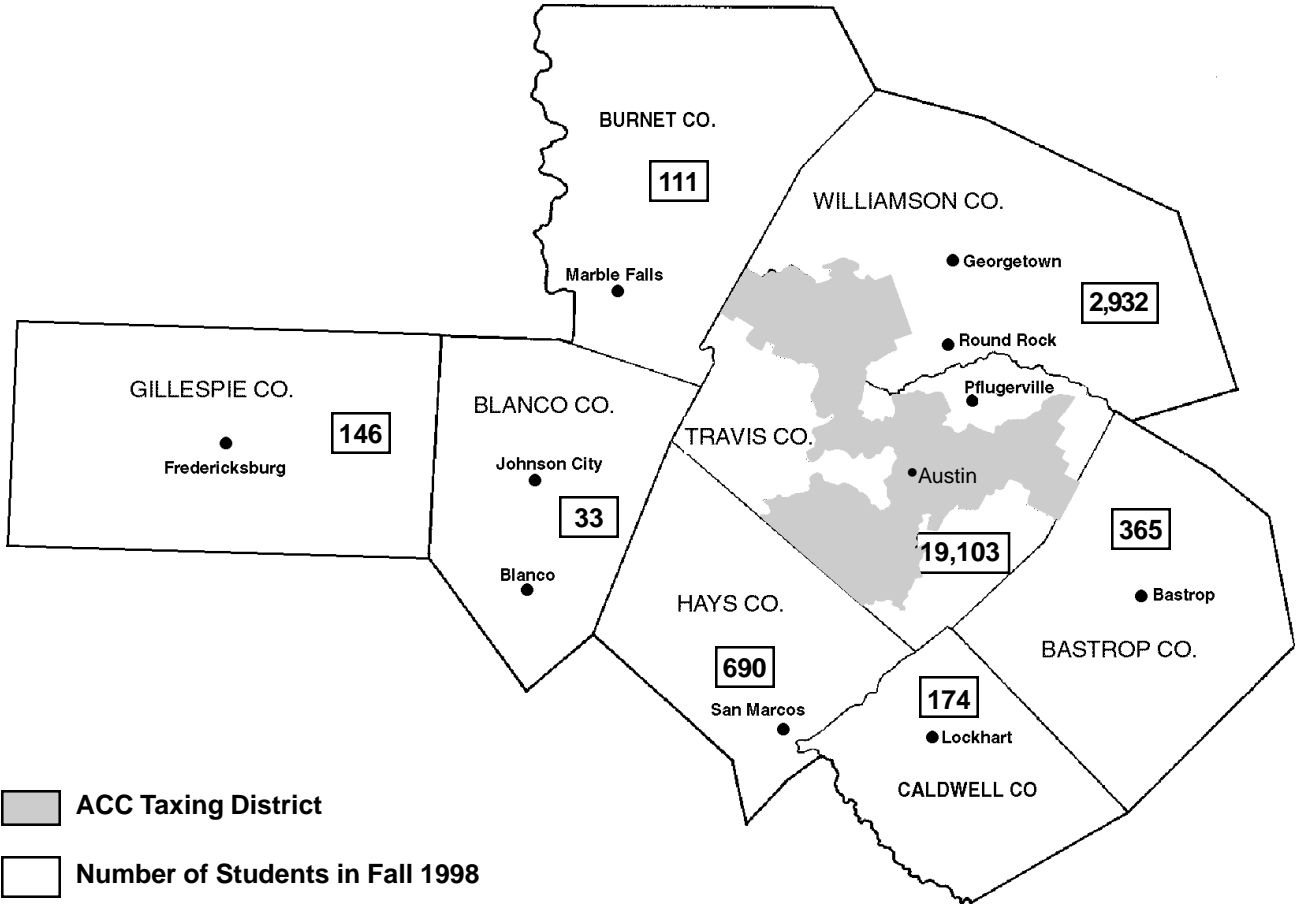 BURNET CO.
111
Marble Falls
WILLIAMSON CO.
Georgetown
2,932
Round Rock
Pflugerville
GILLESPIE CO.
146
Fredericksburg
BLANCO CO.
Johnson City
33
Blanco
TRAVIS CO.
Austin
19,103
365
Bastrop
BASTROP CO.
HAYS CO.
690
San Marcos
174
Lockhart
CALDWELL CO
ACC Taxing District
Number of Students in Fall 1998